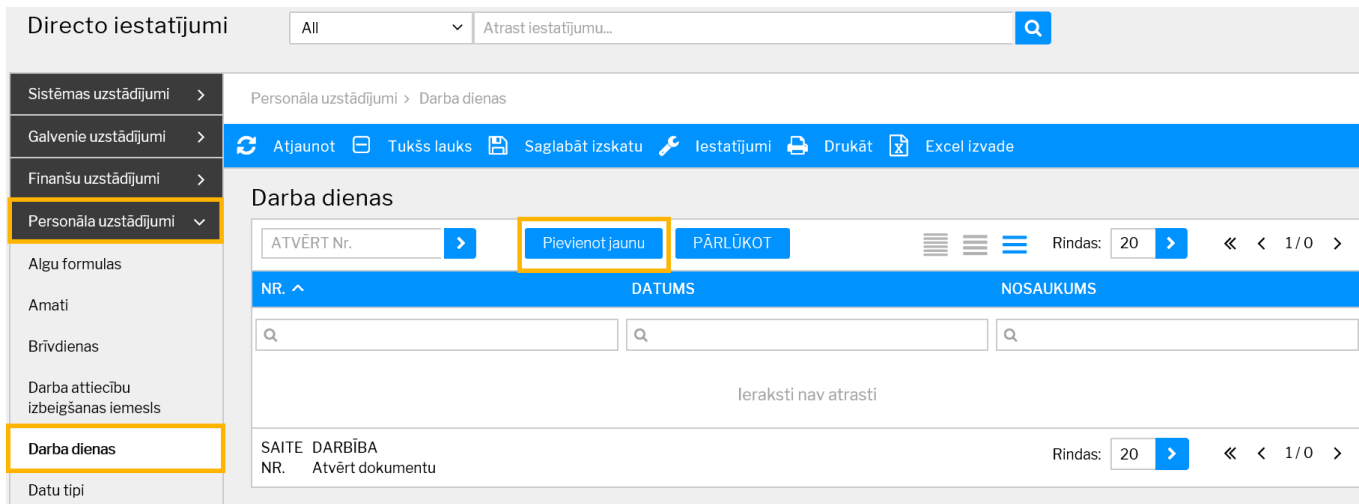 Directo iestatījumi
All
Atrast iestatījumu...
Sistēmas uzstādījumi
Galvenie uzstādījumi
Finanšu uzstādījumi
Personāla uzstādījumi
Algu formulas
Amati
Brīvdienas
Darba attiecību
izbeigšanas iemesls
Darba dienas
Datu tipi
Personāla uzstādījumi > Darba dienas
Atjaunot Tukšs lauks Saglabāt izskatu Iestatījumi Drukāt Excel izvade
Darba dienas
ATVĒRT Nr. Pievienot jaunu PĀRLŪKOT Rindas: 20 1 / 0
NR. DATUMS NOSAUKUMS
Ieraksti nav atrasti
SAITE DARBĪBA
NR. Atvērt dokumentu
Rindas: 20 1 / 0